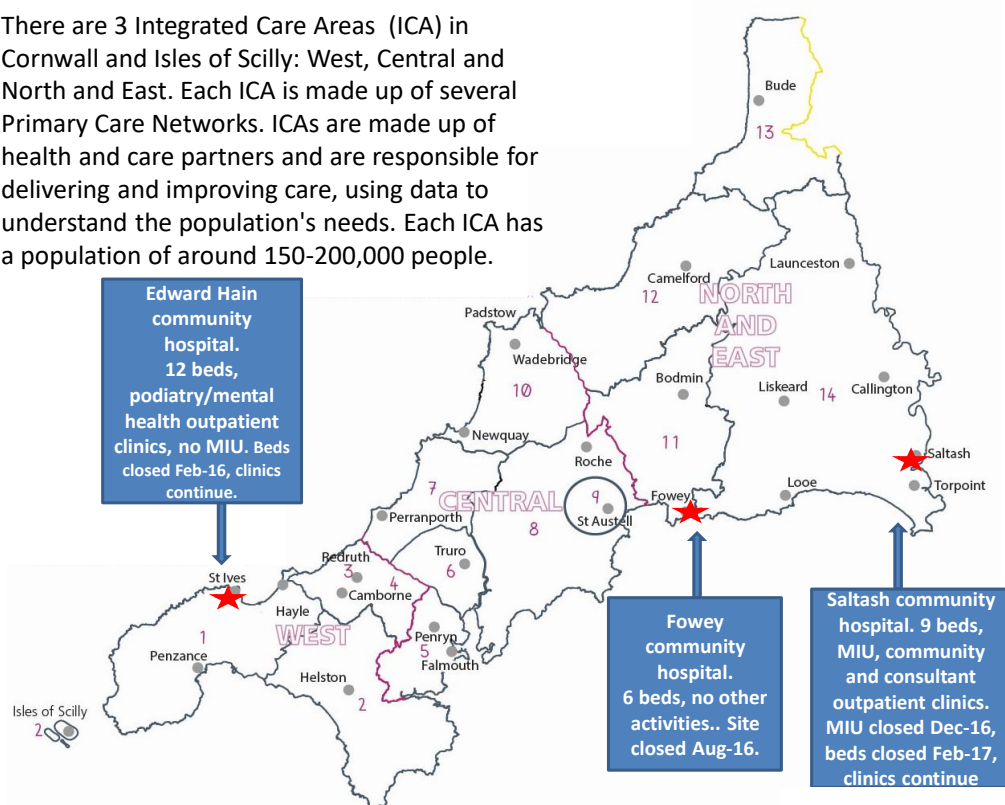 There are 3 Integrated Care Areas (ICA) in
Cornwall and Isles of Scilly: West, Central and
North and East. Each ICA is made up of several
Primary Care Networks. ICAs are made up of
health and care partners and are responsible for
delivering and improving care, using data to
understand the population's needs. Each ICA has
a population of around 150-200,000 people.
Bude
13
Launceston
Camelford
12
NORTH
AND
EAST
Edward Hain
community
hospital.
12 beds,
podiatry/mental
health outpatient
clinics, no MIU. Beds
closed Feb-16, clinics
continue.
Padstow
Wadebridge
10
Bodmin
Liskeard
14
Callington
11
Newquay
Roche
Saltash
Torpoint
Looe
Fowey
7
CENTRAL
9
St Austell
8
Perranporth
Truro
6
Redruth
3
4
Camborne
St Ives
Hayle
WEST
1
Penryn
5
Falmouth
Penzance
Helston
2
Isles of Scilly
2
Fowey
community
hospital.
6 beds, no other
activities.. Site
closed Aug-16.
Saltash community
hospital. 9 beds,
MIU, community
and consultant
outpatient clinics.
MIU closed Dec-16,
beds closed Feb-17,
clinics continue